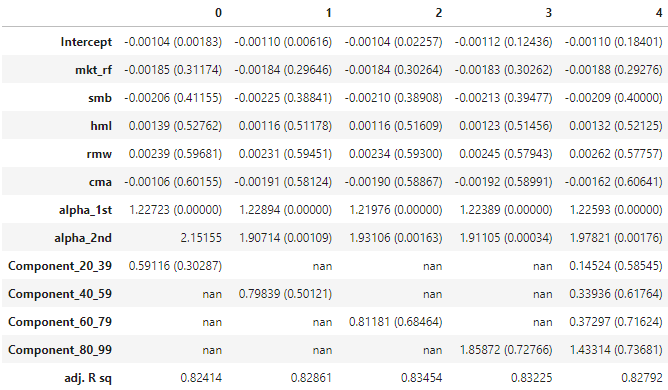 0 1 2 3 4
Intercept -0.00104 (0.00183) -0.00110 (0.00616) -0.00104 (0.02257) -0.00112 (0.12436) -0.00110 (0.18401)
mkt_rf -0.00185 (0.31174) -0.00184 (0.29646) -0.00184 (0.30264) -0.00183 (0.30262) -0.00188 (0.29276)
smb -0.00206 (0.41155) -0.00225 (0.38841) -0.00210 (0.38908) -0.00213 (0.39477) -0.00209 (0.40000)
hml 0.00139 (0.52762) 0.00116 (0.51178) 0.00116 (0.51609) 0.00123 (0.51456) 0.00132 (0.52125)
rmw 0.00239 (0.59681) 0.00231 (0.59451) 0.00234 (0.59300) 0.00245 (0.57943) 0.00262 (0.57757)
cma -0.00106 (0.60155) -0.00191 (0.58124) -0.00190 (0.58867) -0.00192 (0.58991) -0.00162 (0.60641)
alpha_1st 1.22723 (0.00000) 1.22894 (0.00000) 1.21976 (0.00000) 1.22389 (0.00000) 1.22593 (0.00000)
alpha_2nd 2.15155 1.90714 (0.00109) 1.93106 (0.00163) 1.91105 (0.00034) 1.97821 (0.00176)
Component_20_39 0.59116 (0.30287) nan nan nan 0.14524 (0.58545)
Component_40_59 nan 0.79839 (0.50121) nan nan 0.33936 (0.61764)
Component_60_79 nan nan 0.81181 (0.68464) nan 0.37297 (0.71624)
Component_80_99 nan nan nan 1.85872 (0.72766) 1.43314 (0.73681)
adj. R sq 0.82414 0.82861 0.83454 0.83225 0.82792